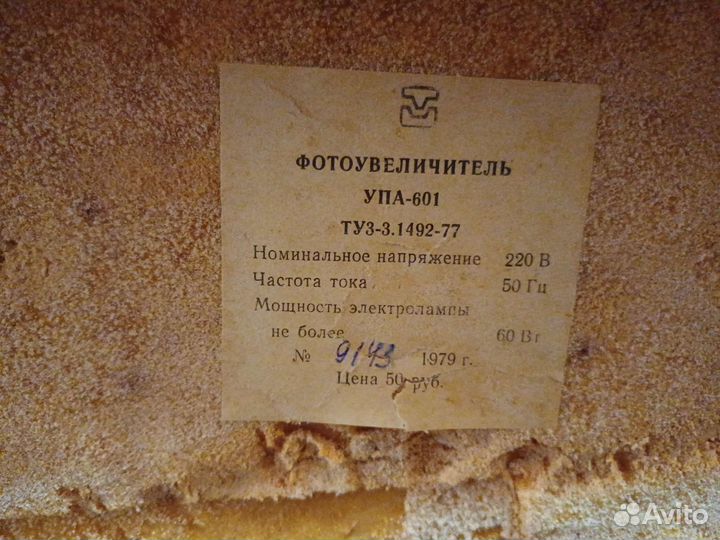 ФОТОУВЕЛИЧИТЕЛЬ
УПА-601
ТУ3-3.1492-77
Номинальное напряжение 220 В
Частота тока 50 Гц
Мощность электролампы
не более 60 Вт
№ 9143 1979 г.
Цена 50 руб.
Avito